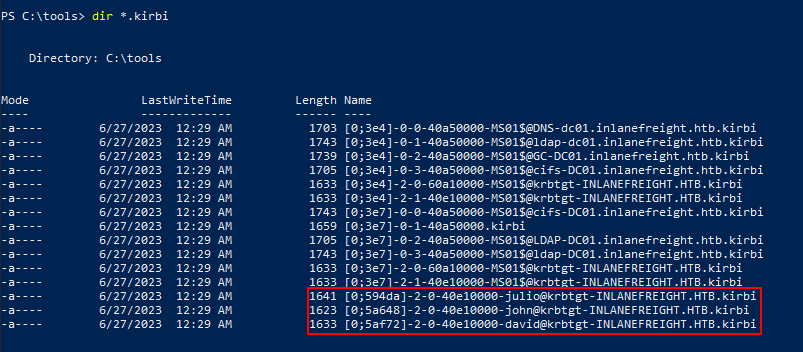 PS C:\tools> dir *.kirbi
Directory: C:\tools
Mode LastWriteTime Length Name
---- ------------- ------ ----
-a---- 6/27/2023 12:29 AM 1703 [0;3e4]-0-0-40a50000-MS01$@DNS-dc01.inlanefreight.htb.kirbi
-a---- 6/27/2023 12:29 AM 1743 [0;3e4]-0-1-40a50000-MS01$@ldap-dc01.inlanefreight.htb.kirbi
-a---- 6/27/2023 12:29 AM 1739 [0;3e4]-0-2-40a50000-MS01$@GC-DC01.inlanefreight.htb.kirbi
-a---- 6/27/2023 12:29 AM 1705 [0;3e4]-0-3-40a50000-MS01$@cifs-DC01.inlanefreight.htb.kirbi
-a---- 6/27/2023 12:29 AM 1633 [0;3e4]-2-0-60a10000-MS01$@krbtgt-INLANEFREIGHT.HTB.kirbi
-a---- 6/27/2023 12:29 AM 1633 [0;3e4]-2-1-40e10000-MS01$@krbtgt-INLANEFREIGHT.HTB.kirbi
-a---- 6/27/2023 12:29 AM 1743 [0;3e7]-0-0-40a50000-MS01$@cifs-DC01.inlanefreight.htb.kirbi
-a---- 6/27/2023 12:29 AM 1659 [0;3e7]-0-1-40a50000.kirbi
-a---- 6/27/2023 12:29 AM 1705 [0;3e7]-0-2-40a50000-MS01$@LDAP-DC01.inlanefreight.htb.kirbi
-a---- 6/27/2023 12:29 AM 1743 [0;3e7]-0-3-40a50000-MS01$@ldap-DC01.inlanefreight.htb.kirbi
-a---- 6/27/2023 12:29 AM 1633 [0;3e7]-2-0-60a10000-MS01$@krbtgt-INLANEFREIGHT.HTB.kirbi
-a---- 6/27/2023 12:29 AM 1633 [0;3e7]-2-1-40e10000-MS01$@krbtgt-INLANEFREIGHT.HTB.kirbi
-a---- 6/27/2023 12:29 AM 1641 [0;594da]-2-0-40e10000-julio@krbtgt-INLANEFREIGHT.HTB.kirbi
-a---- 6/27/2023 12:29 AM 1623 [0;5a648]-2-0-40e10000-john@krbtgt-INLANEFREIGHT.HTB.kirbi
-a---- 6/27/2023 12:29 AM 1633 [0;5af72]-2-0-40e10000-david@krbtgt-INLANEFREIGHT.HTB.kirbi